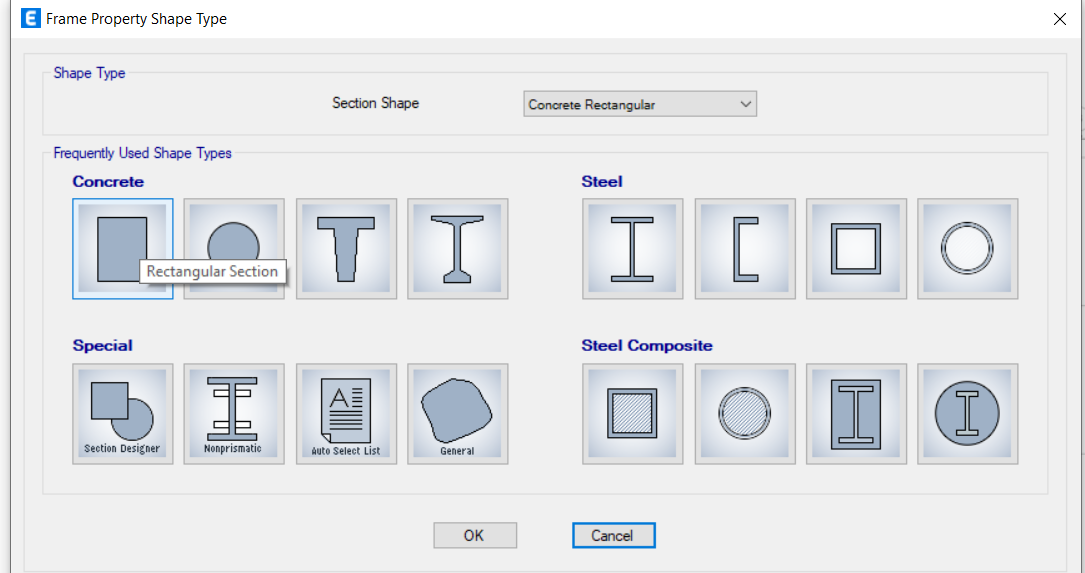 E Frame Property Shape Type
Shape Type
Section Shape
Concrete Rectangular
Frequently Used Shape Types
Concrete
Steel
Rectangular Section
Special
Steel Composite
Section Designer
Nonprismatic
A
Auto Select List
General
OK
Cancel